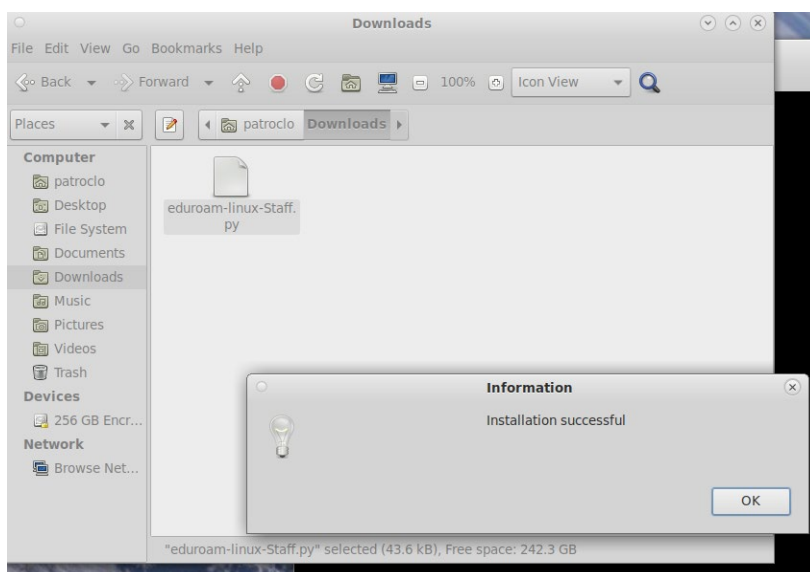 Downloads
File Edit View Go Bookmarks Help
Back Forward 100% Icon View
Places patroclo Downloads
Computer
patroclo
Desktop
File System
Documents
Downloads
Music
Pictures
Videos
Trash
Devices
256 GB Encr...
Network
Browse Net...
eduroam-linux-Staff.
py
Information
Installation successful
OK
"eduroam-linux-Staff.py" selected (43.6 kB), Free space: 242.3 GB